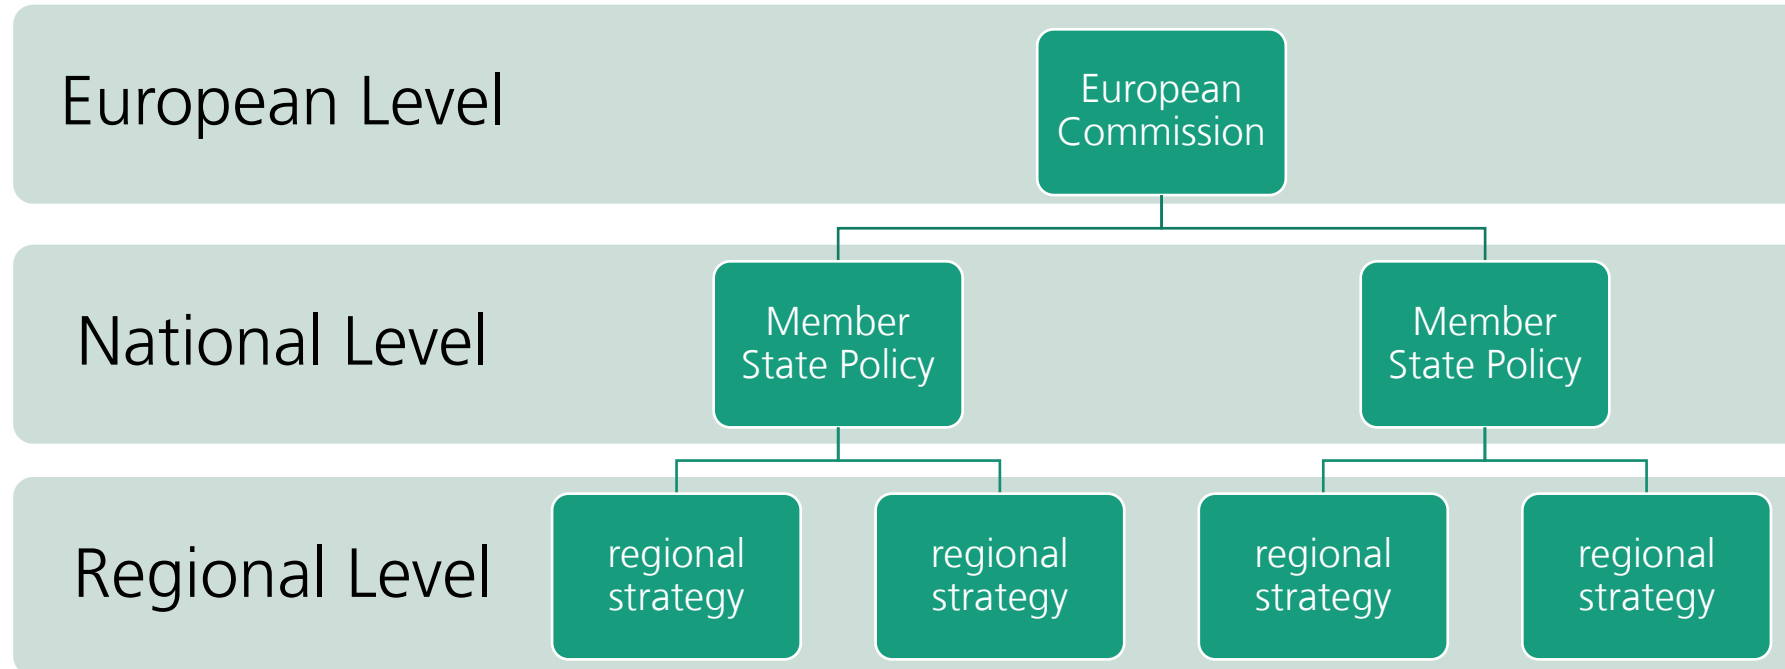 European Level
European
Commission
National Level
Member
State Policy
Member
State Policy
Regional Level
regional
strategy
regional
strategy
regional
strategy
regional
strategy